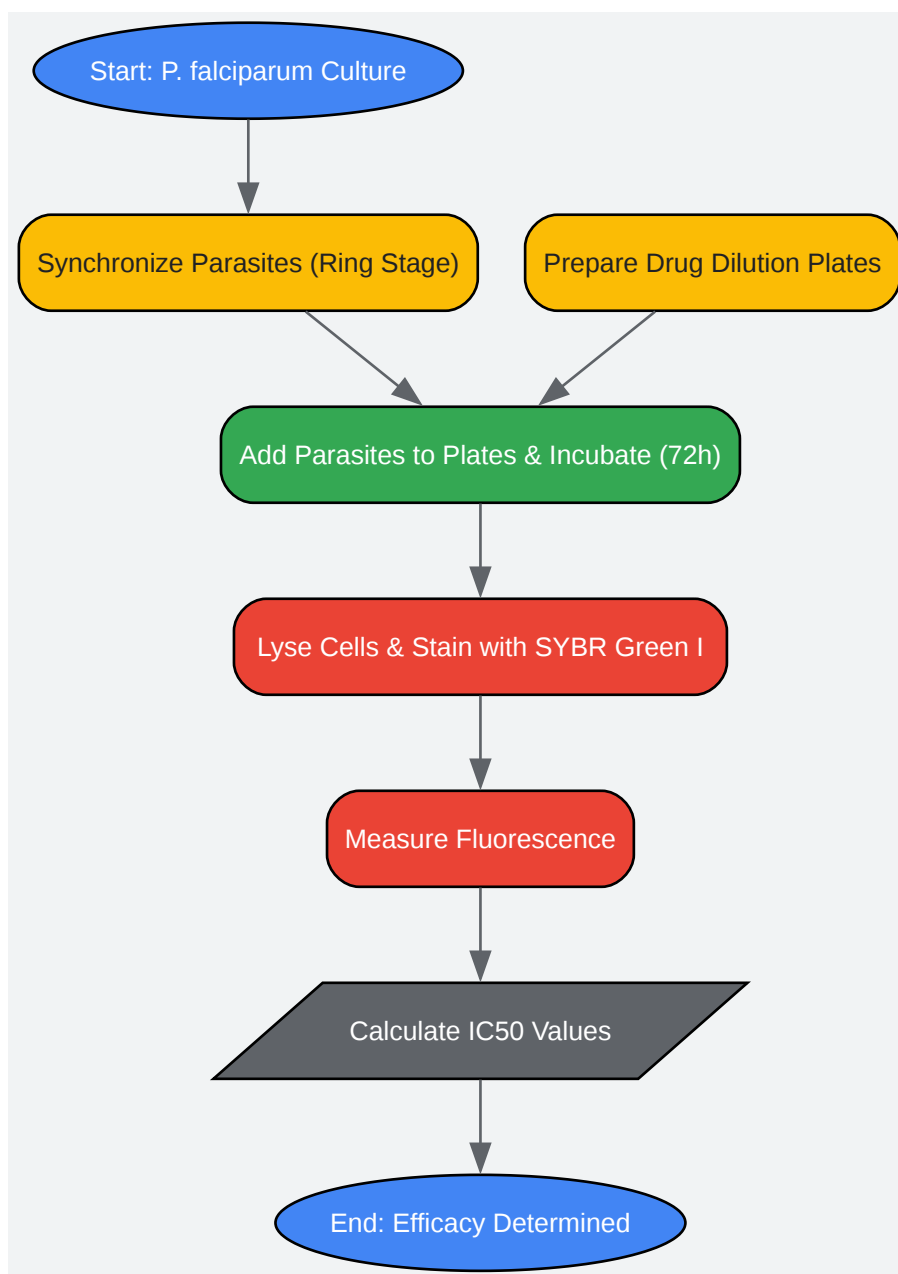 Start: P. falciparum Culture
Synchronize Parasites (Ring Stage)
Prepare Drug Dilution Plates
Add Parasites to Plates & Incubate (72h)
Lyse Cells & Stain with SYBR Green I
Measure Fluorescence
Calculate IC50 Values
End: Efficacy Determined